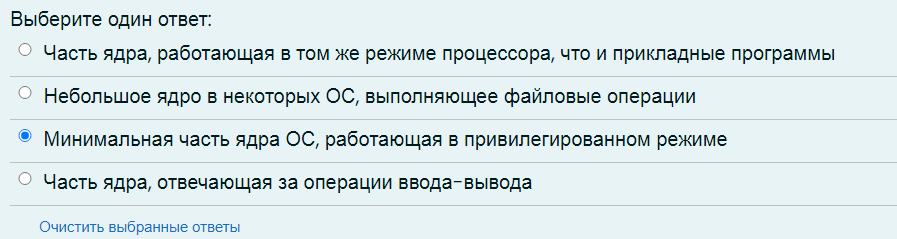 Выберите один ответ:
Часть ядра, работающая в том же режиме процессора, что и прикладные программы
Небольшое ядро в некоторых ОС, выполняющее файловые операции
Минимальная часть ядра ОС, работающая в привилегированном режиме
Часть ядра, отвечающая за операции ввода-вывода
Очистить выбранные ответы